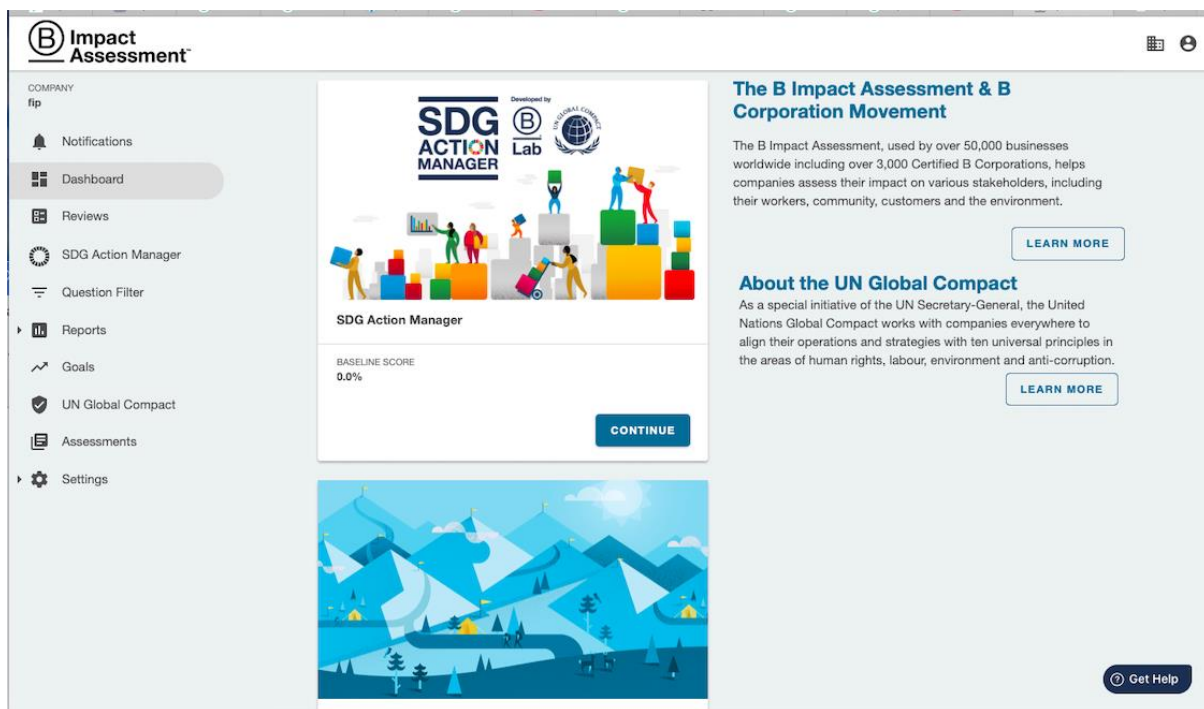 B Impact
Assessment™
COMPANY
fip
Notifications
Dashboard
Reviews
SDG Action Manager
Question Filter
Reports
Goals
UN Global Compact
Assessments
Settings
SDG
ACTION
MANAGER
Developed by
B
Lab
UN GLOBAL COMPACT
SDG Action Manager
BASELINE SCORE
0.0%
CONTINUE
The B Impact Assessment & B
Corporation Movement
The B Impact Assessment, used by over 50,000 businesses
worldwide including over 3,000 Certified B Corporations, helps
companies assess their impact on various stakeholders, including
their workers, community, customers and the environment.
LEARN MORE
About the UN Global Compact
As a special initiative of the UN Secretary-General, the United
Nations Global Compact works with companies everywhere to
align their operations and strategies with ten universal principles in
the areas of human rights, labour, environment and anti-corruption.
LEARN MORE
Get Help